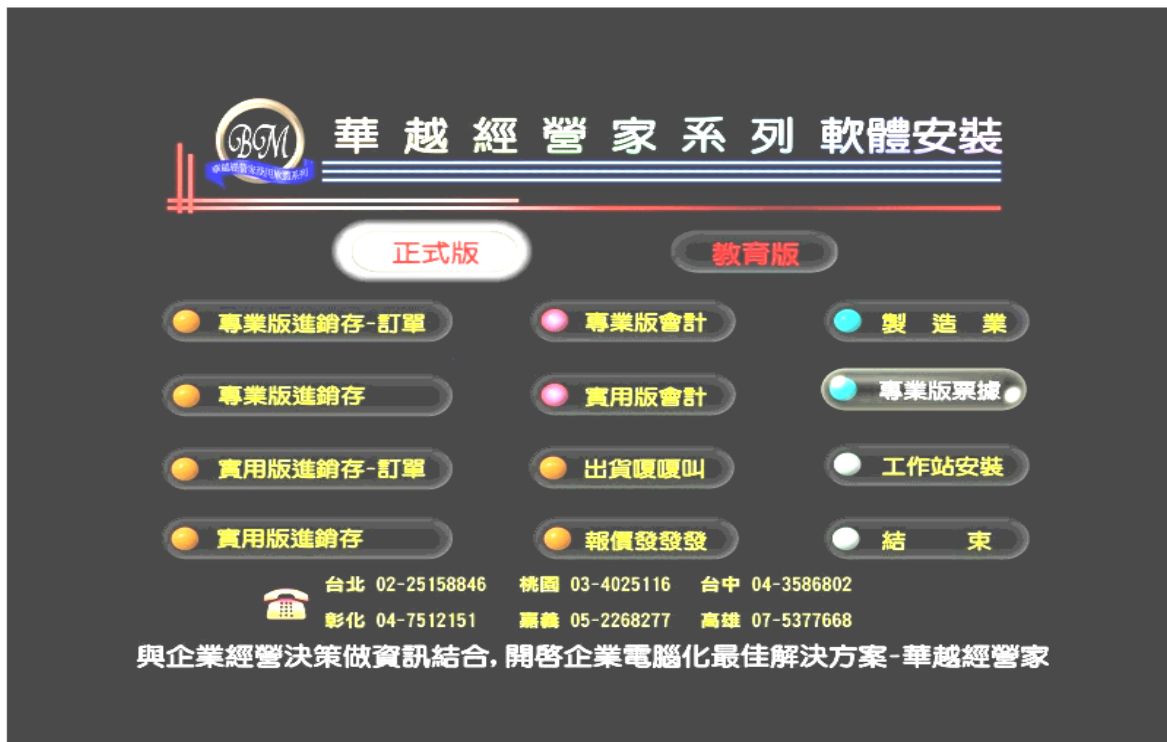 BM
華越經營家系列 軟體安裝
正式版 教育版
專業版進銷存-訂單 專業版會計 製造業
專業版進銷存 實用版會計 專業版票據
實用版進銷存-訂單 出貨嘎嘎叫 工作站安裝
實用版進銷存 報價發發發 結束
台北 02-25158846 桃園 03-4025116 台中 04-3586802
彰化 04-7512151 嘉義 05-2268277 高雄 07-5377668
與企業經營決策做資訊結合,開啓企業電腦化最佳解決方案-華越經營家